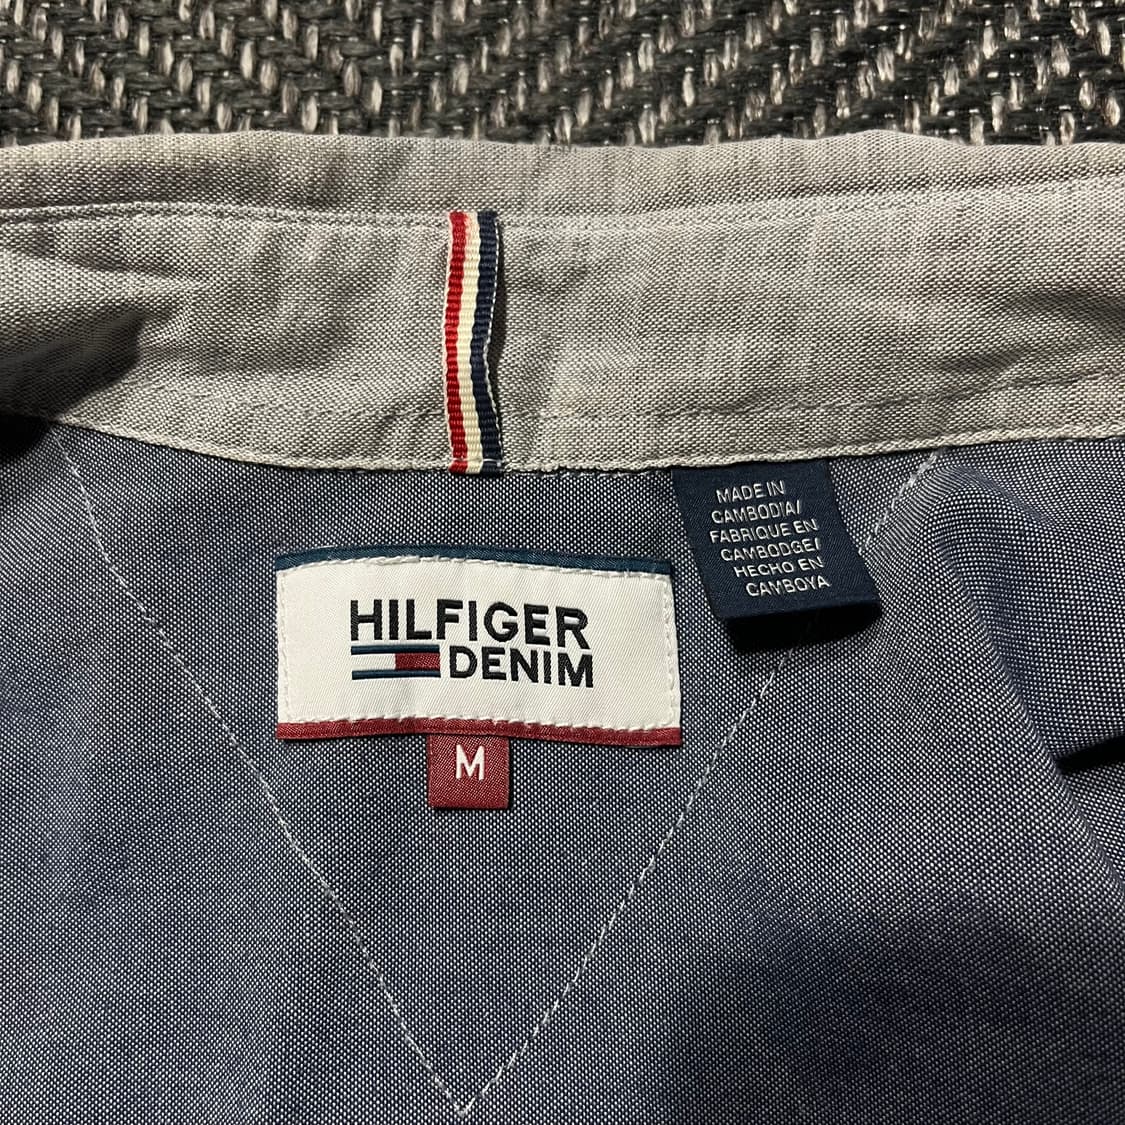 MADE IN
CAMBODIA/
FABRIQUE EN
CAMBODGE/
HECHO EN
CAMBOYA
HILFIGER
DENIM
M